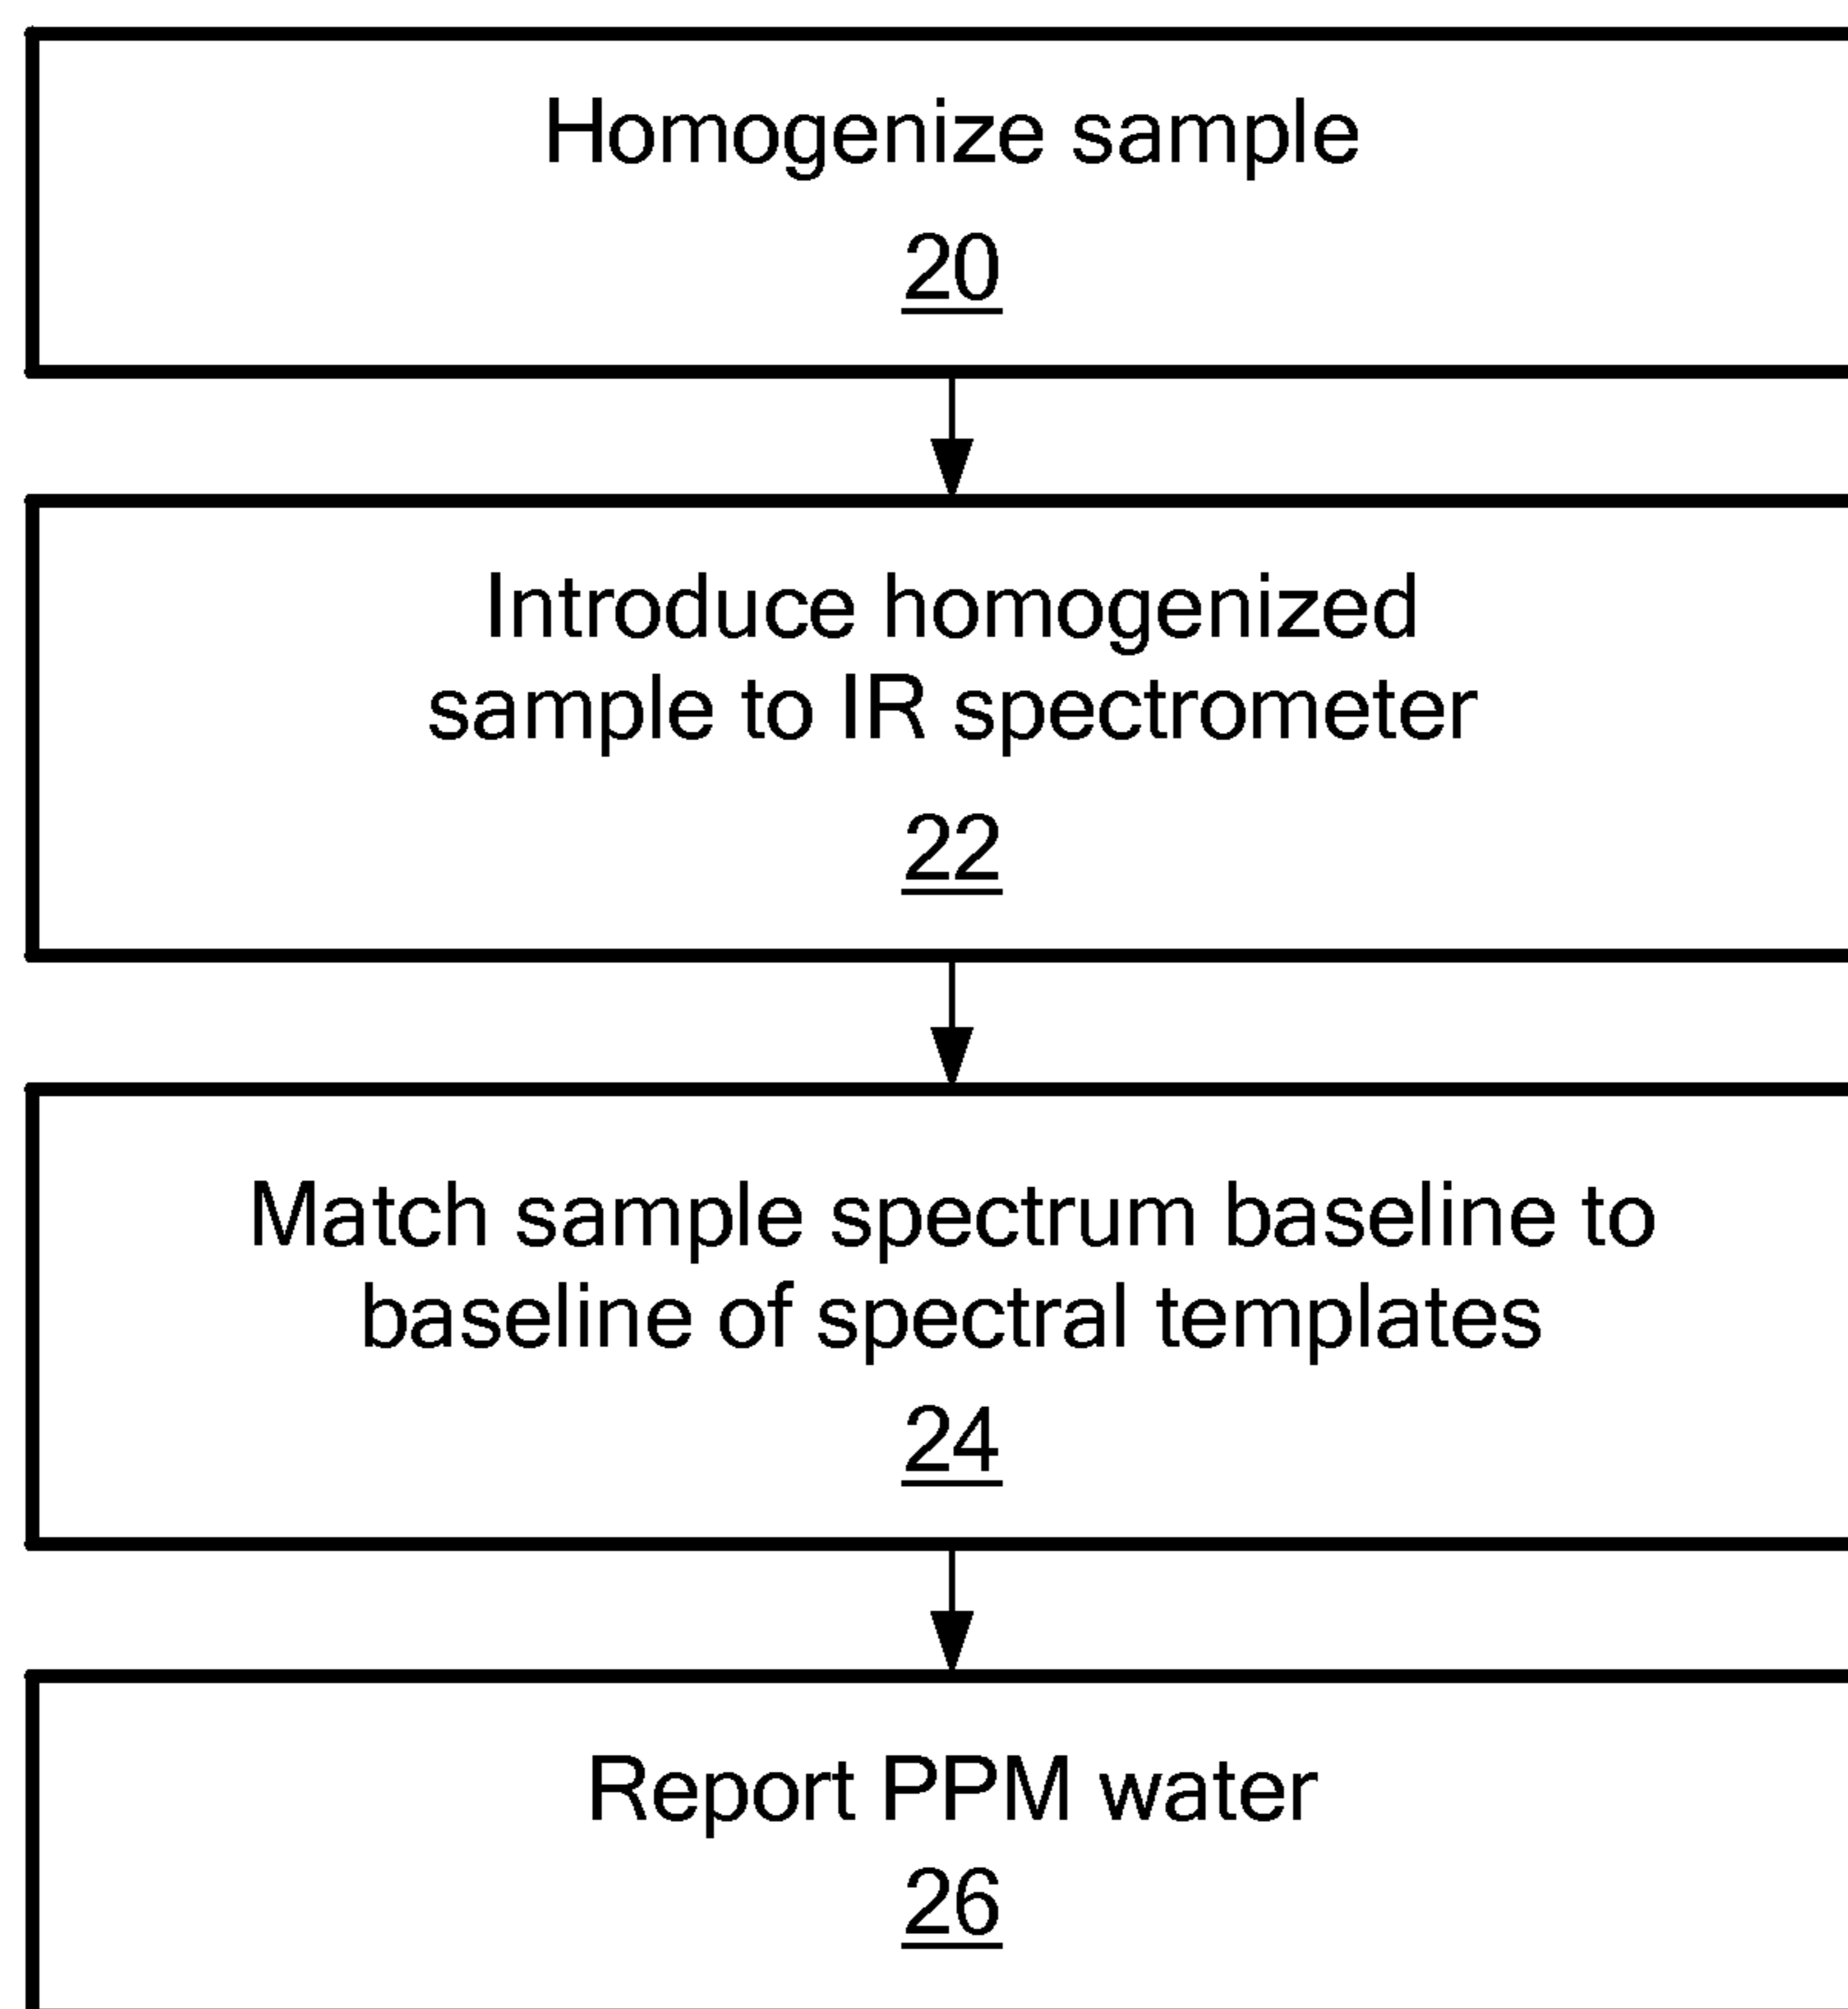 Homogenize sample
20
Introduce homogenized
sample to IR spectrometer
22
Match sample spectrum baseline to
baseline of spectral templates
24
Report PPM water
26